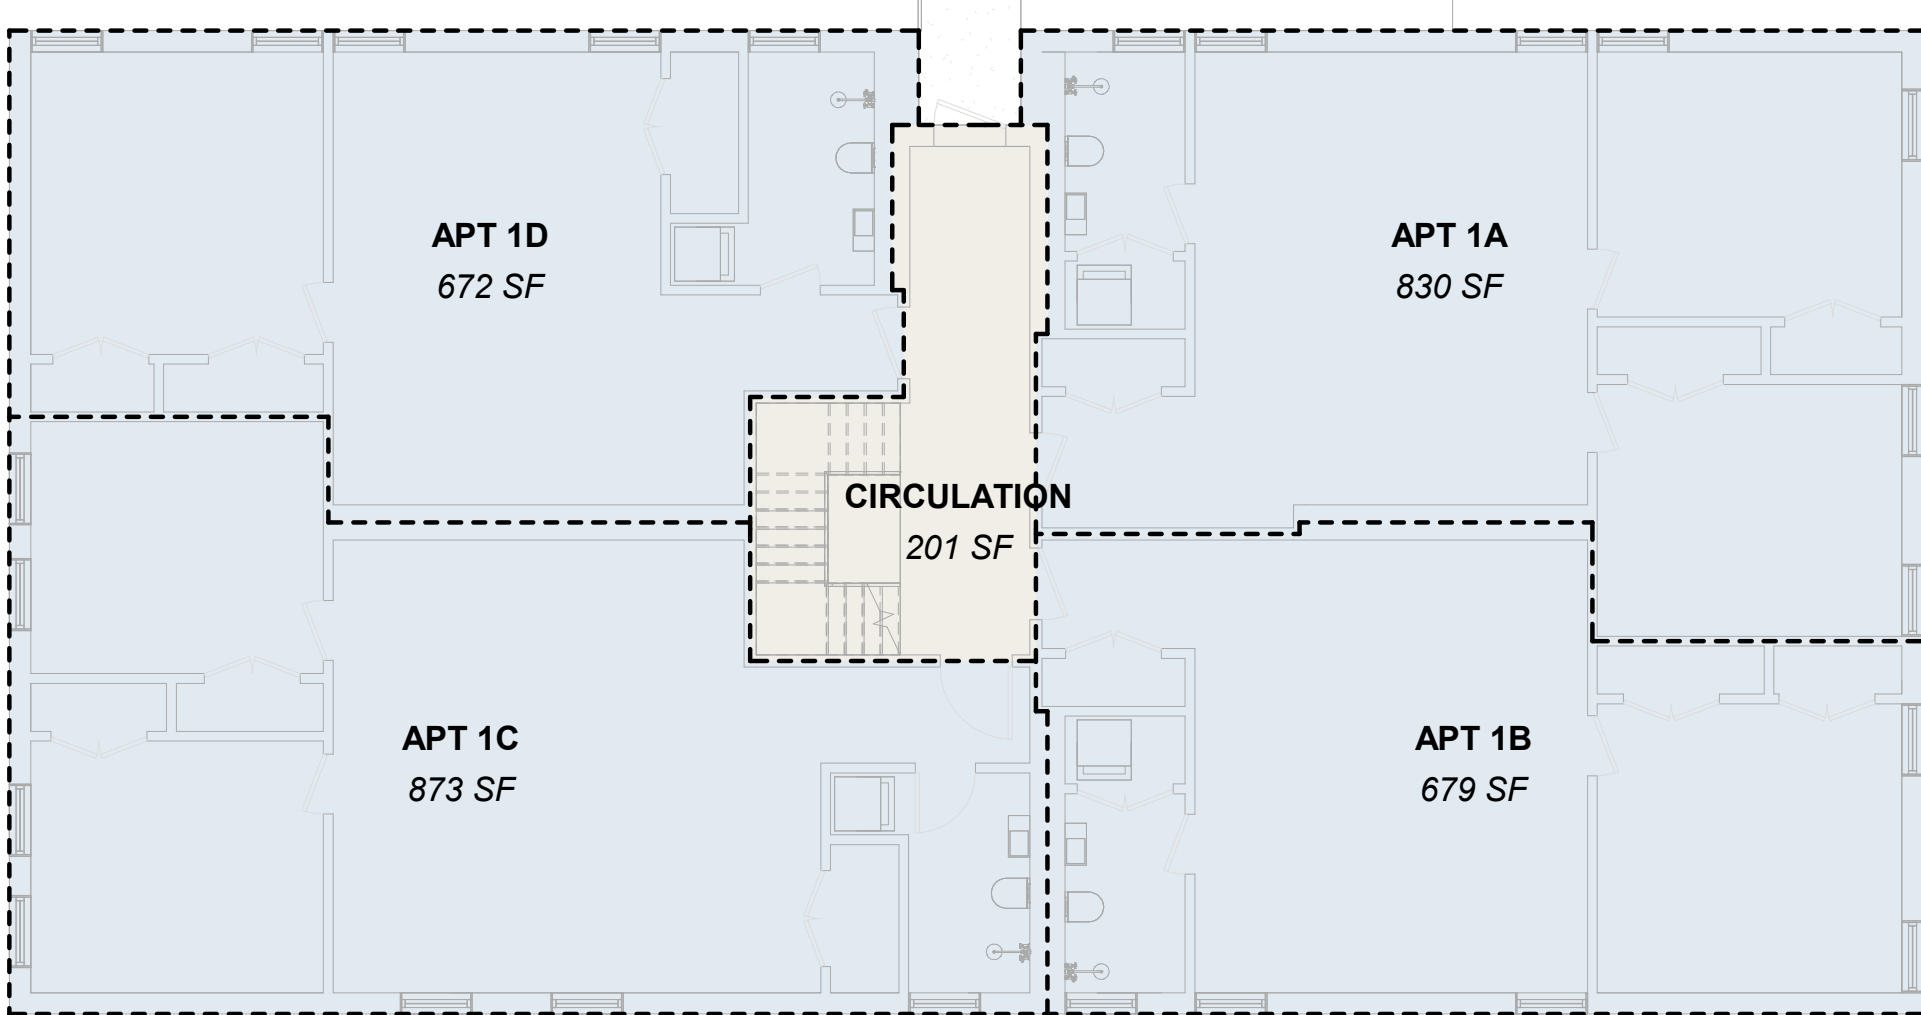 APT 1D
672 SF
APT 1A
830 SF
CIRCULATION
201 SF
APT 1C
873 SF
APT 1B
679 SF